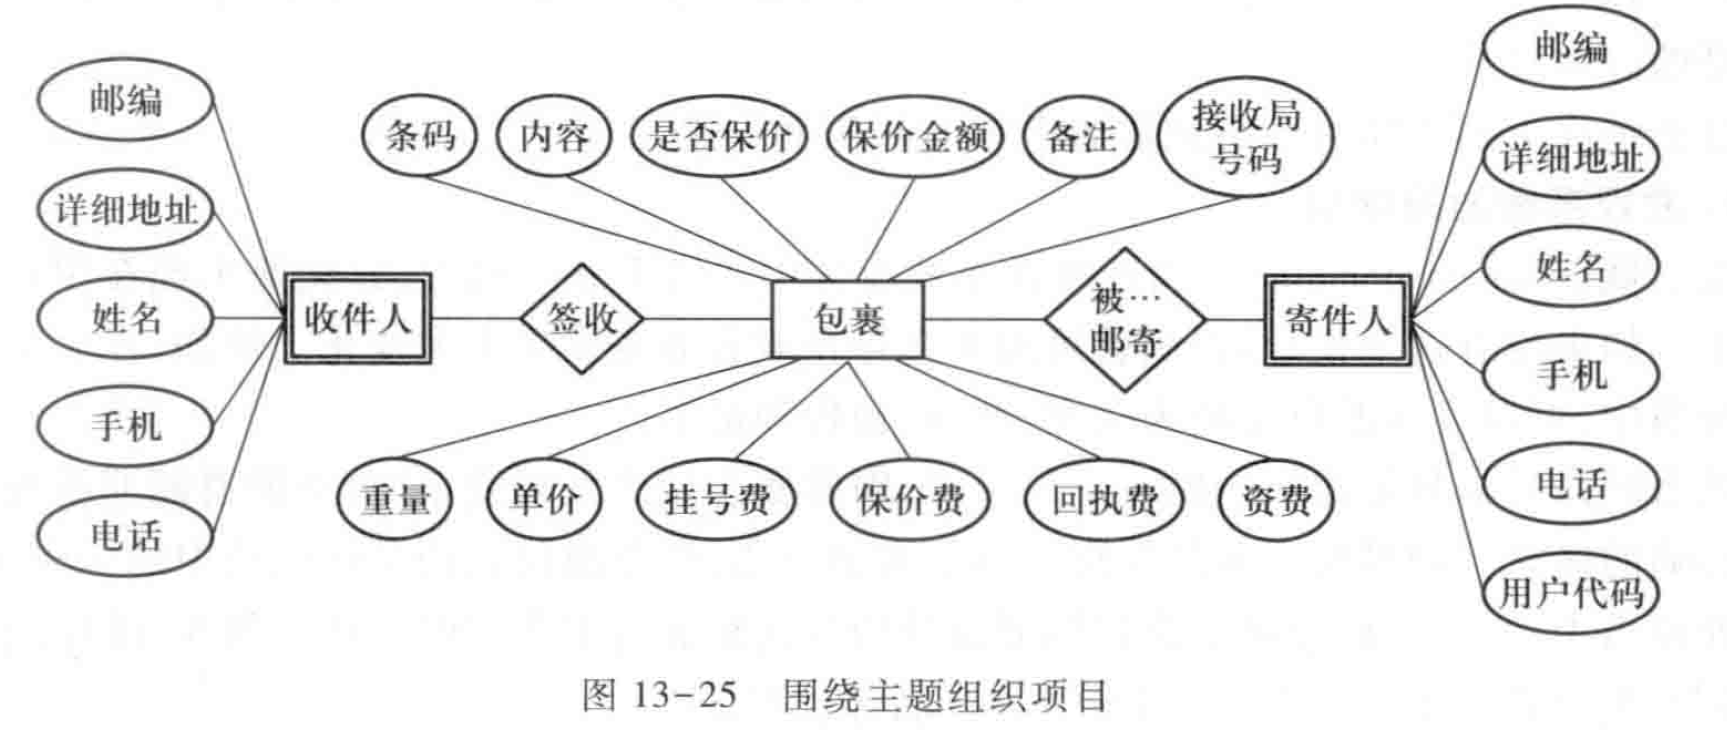 邮编
详细地址
姓名
手机
电话
条码
内容
是否保价
保价金额
备注
接收局
号码
收件人
签收
包裹
被…
邮寄
寄件人
重量
单价
挂号费
保价费
回执费
资费
邮编
详细地址
姓名
手机
电话
用户代码
图 13-25 围绕主题组织项目